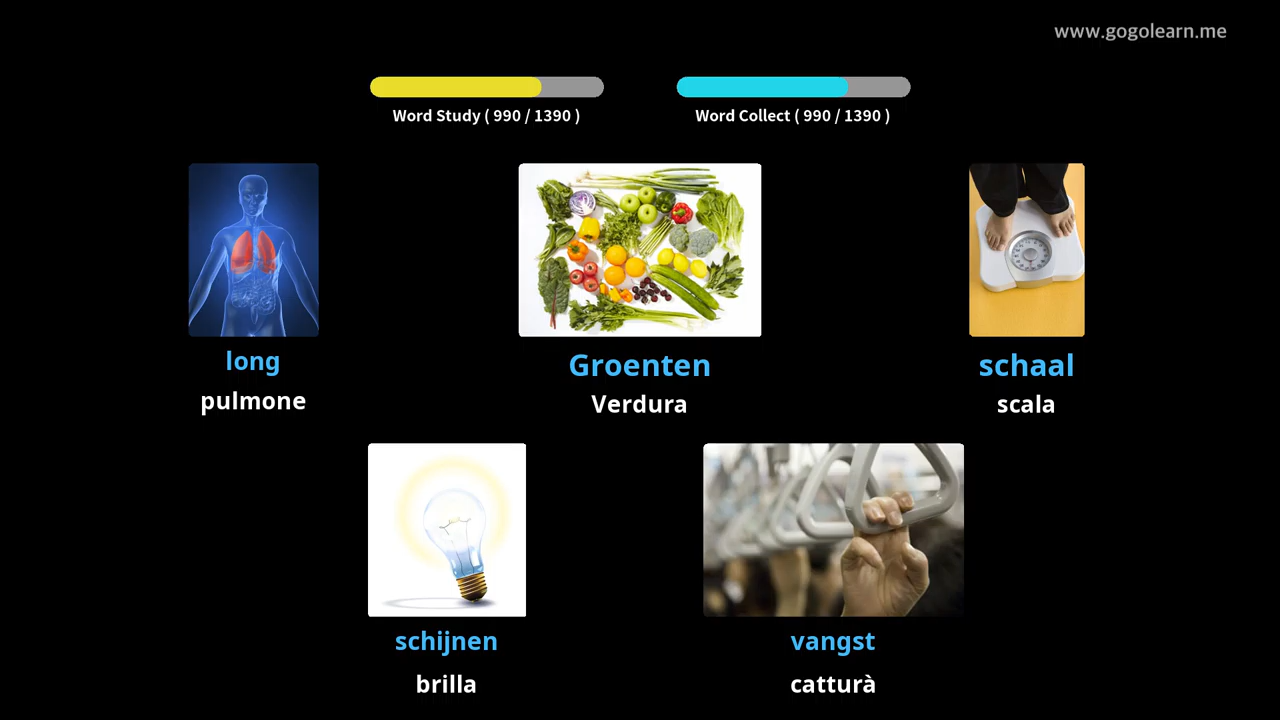 www.gogolearn.me
Word Study ( 990 / 1390 )
Word Collect ( 990 / 1390 )
long
pulmone
Groenten
Verdura
schaal
scala
schijnen
brilla
vangst
catturà